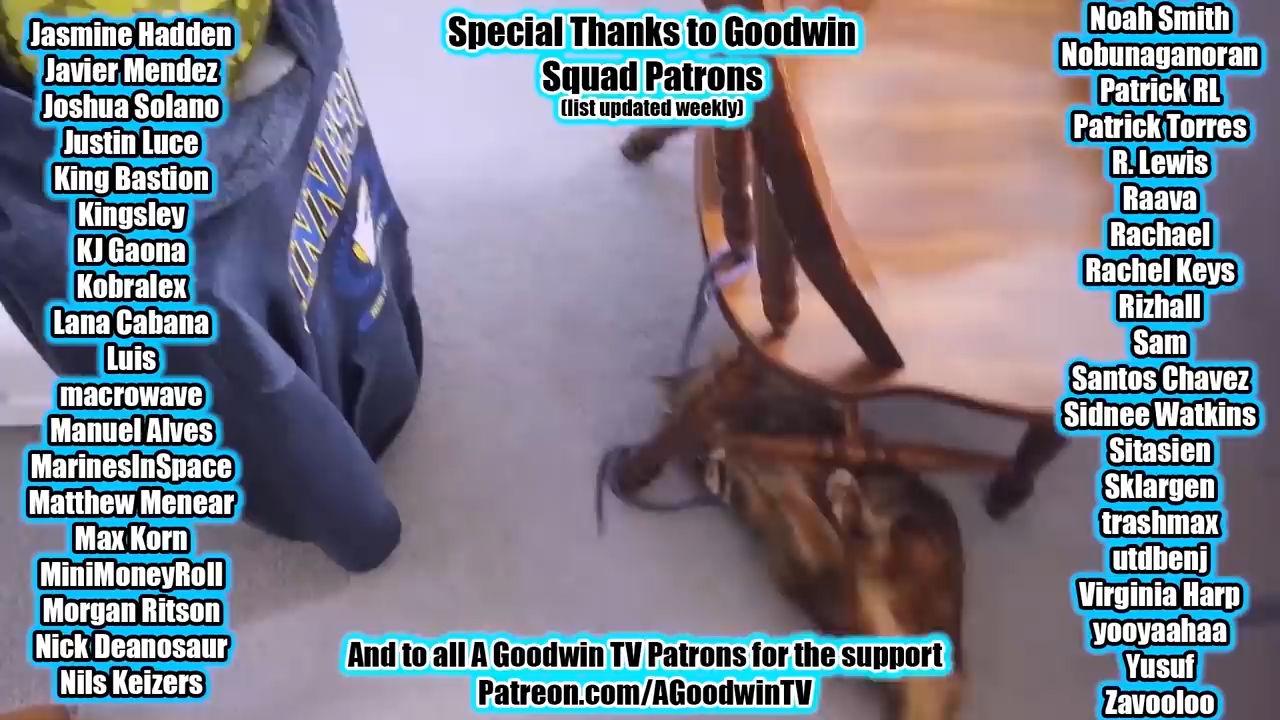 Special Thanks to Goodwin
Squad Patrons
(list updated weekly)
Jasmine Hadden
Javier Mendez
Joshua Solano
Justin Luce
King Bastion
Kingsley
KJ Gaona
Kobralex
Lana Cabana
Luis
macrowave
Manuel Alves
MarinesInSpace
Matthew Menear
Max Korn
MiniMoneyRoll
Morgan Ritson
Nick Deanosaur
Nils Keizers
Noah Smith
Nobunaganoran
Patrick RL
Patrick Torres
R. Lewis
Raava
Rachael
Rachel Keys
Rizhall
Sam
Santos Chavez
Sidnee Watkins
Sitasien
Sklargen
trashmax
utdbenj
Virginia Harp
yooyaahaa
Yusuf
Zavooloo
And to all A Goodwin TV Patrons for the support
Patreon.com/AGoodwinTV